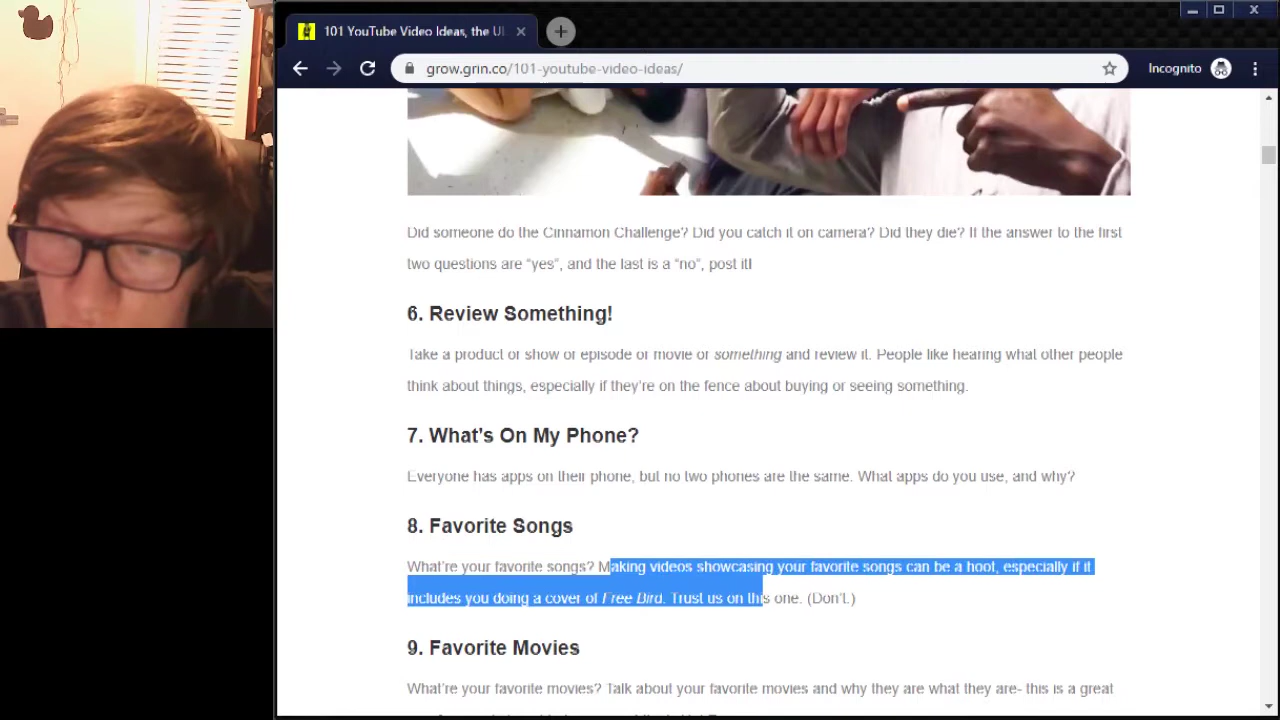 101 YouTube Video Ideas, the Ul
grow.grin.co/101-youtube-video-ideas/
Incognito
Did someone do the Cinnamon Challenge? Did you catch it on camera? Did they die? If the answer to the first
two questions are “yes”, and the last is a “no”, post it!
6. Review Something!
Take a product or show or episode or movie or something and review it. People like hearing what other people
think about things, especially if they’re on the fence about buying or seeing something.
7. What’s On My Phone?
Everyone has apps on their phone, but no two phones are the same. What apps do you use, and why?
8. Favorite Songs
What’re your favorite songs? Making videos showcasing your favorite songs can be a hoot, especially if it
includes you doing a cover of Free Bird. Trust us on this one. (Don’t.)
9. Favorite Movies
What’re your favorite movies? Talk about your favorite movies and why they are what they are- this is a great